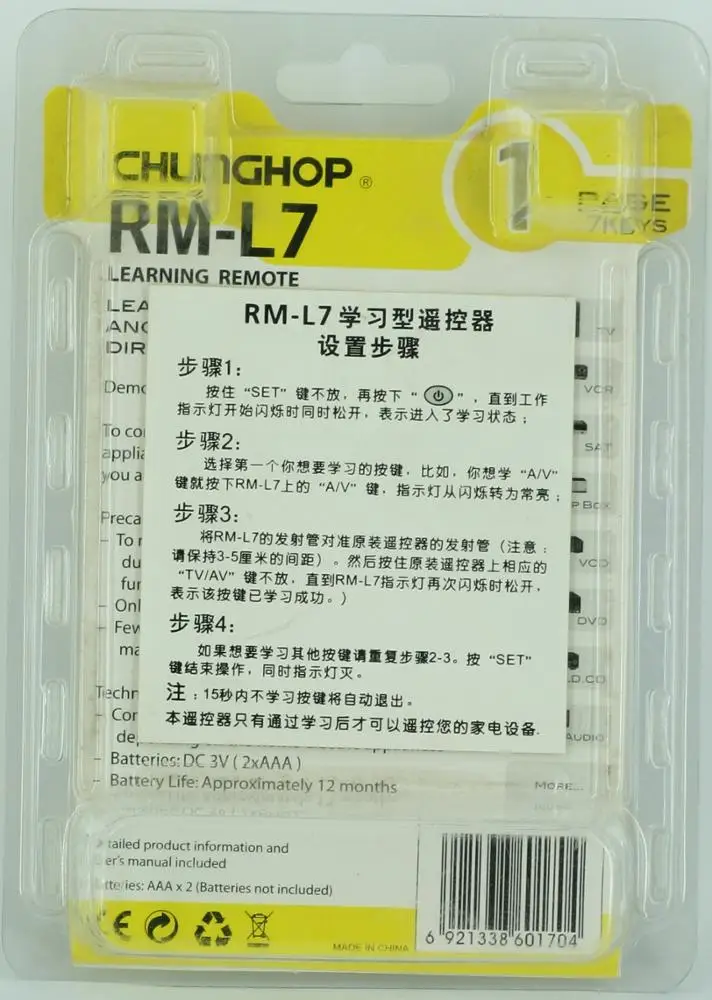 CHUNGHOP ®
RM-L7
LEARNING REMOTE
1
PAGE
7KEYS
LEA
ANG
DIR
TV
VCR
SAT
P BOX
VCD
DVD
L.D.CD
AUDIO
MORE...
RM-L7学习型遥控器
设置步骤
步骤1:
按住“SET”键不放，再按下“ ”，直到工作
指示灯开始闪烁时同时松开，表示进入了学习状态；
步骤2:
选择第一个你想要学习的按键，比如，你想学“A/V”
键就按下RM-L7上的“A/V”键，指示灯从闪烁转为常亮；
步骤3:
将RM-L7的发射管对准原装遥控器的发射管（注意：
请保持3-5厘米的间距）。然后按住原装遥控器上相应的
“TV/AV”键不放，直到RM-L7指示灯再次闪烁时松开，
表示该按键已学习成功。）
步骤4:
如果想要学习其他按键请重复步骤2-3。按“SET”
键结束操作，同时指示灯灭。
注：15秒内不学习按键将自动退出。
本遥控器只有通过学习后才可以遥控您的家电设备.
Demo
To co
applia
you a
Preca
– To r
du
fur
– Onl
– Few
ma
Techn
– Cor
– Batteries: DC 3V ( 2xAAA )
– Battery Life: Approximately 12 months
tailed product information and
er's manual included
tteries: AAA x 2 (Batteries not included)
CE
MADE IN CHINA
6 921338 601704